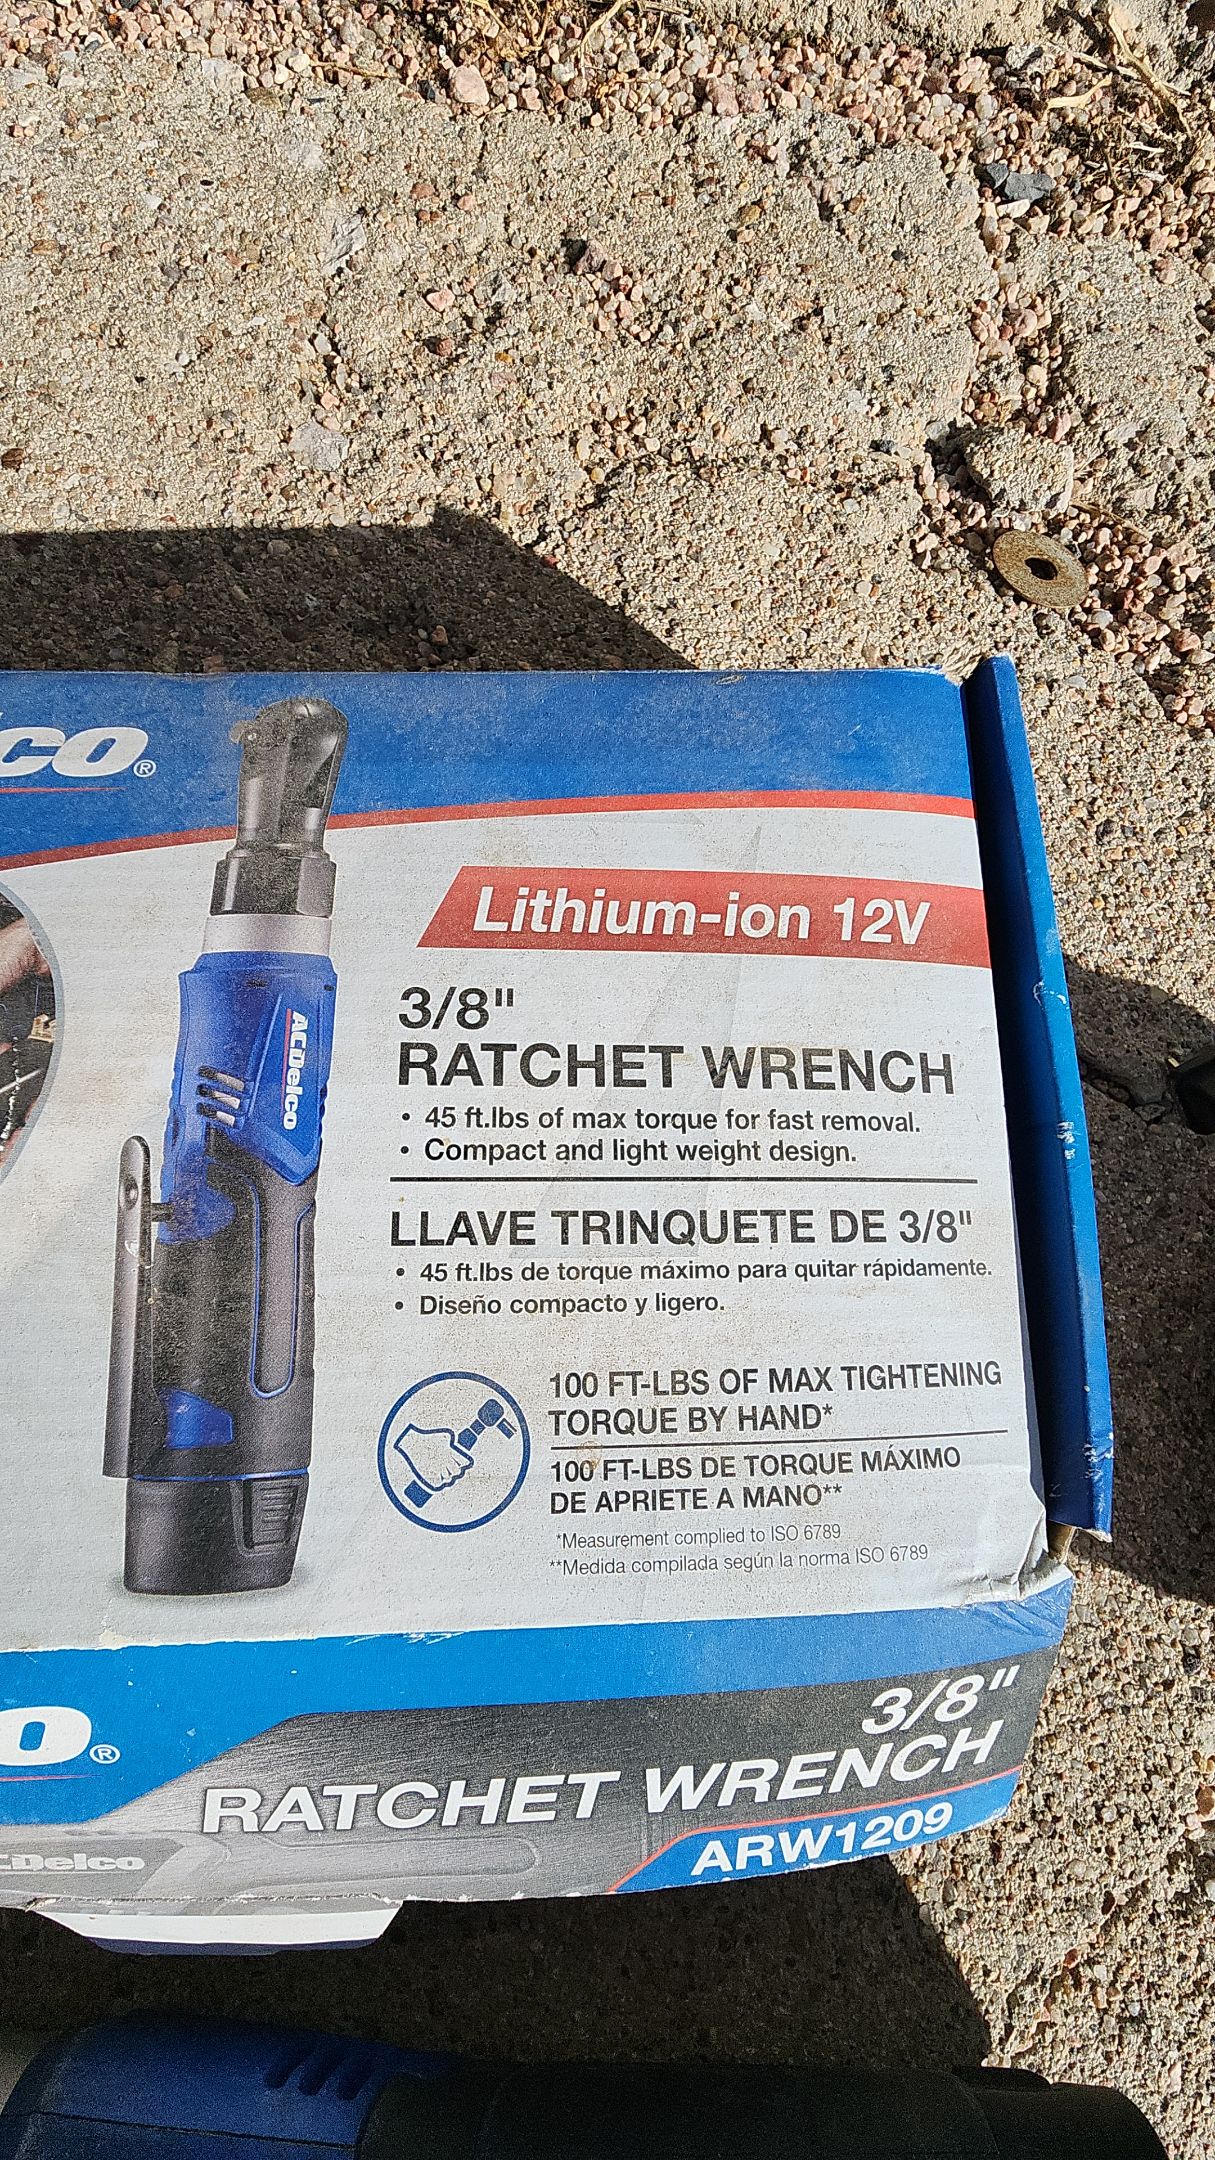 co®
ACDelco
Lithium-ion 12V
3/8"
RATCHET WRENCH
• 45 ft.lbs of max torque for fast removal.
• Compact and light weight design.
LLAVE TRINQUETE DE 3/8"
• 45 ft.lbs de torque máximo para quitar rápidamente.
• Diseño compacto y ligero.
100 FT-LBS OF MAX TIGHTENING
TORQUE BY HAND*
100 FT-LBS DE TORQUE MÁXIMO
DE APRIETE A MANO**
*Measurement complied to ISO 6789
**Medida compilada según la norma ISO 6789
o®
3/8"
RATCHET WRENCH
CDelco
ARW1209